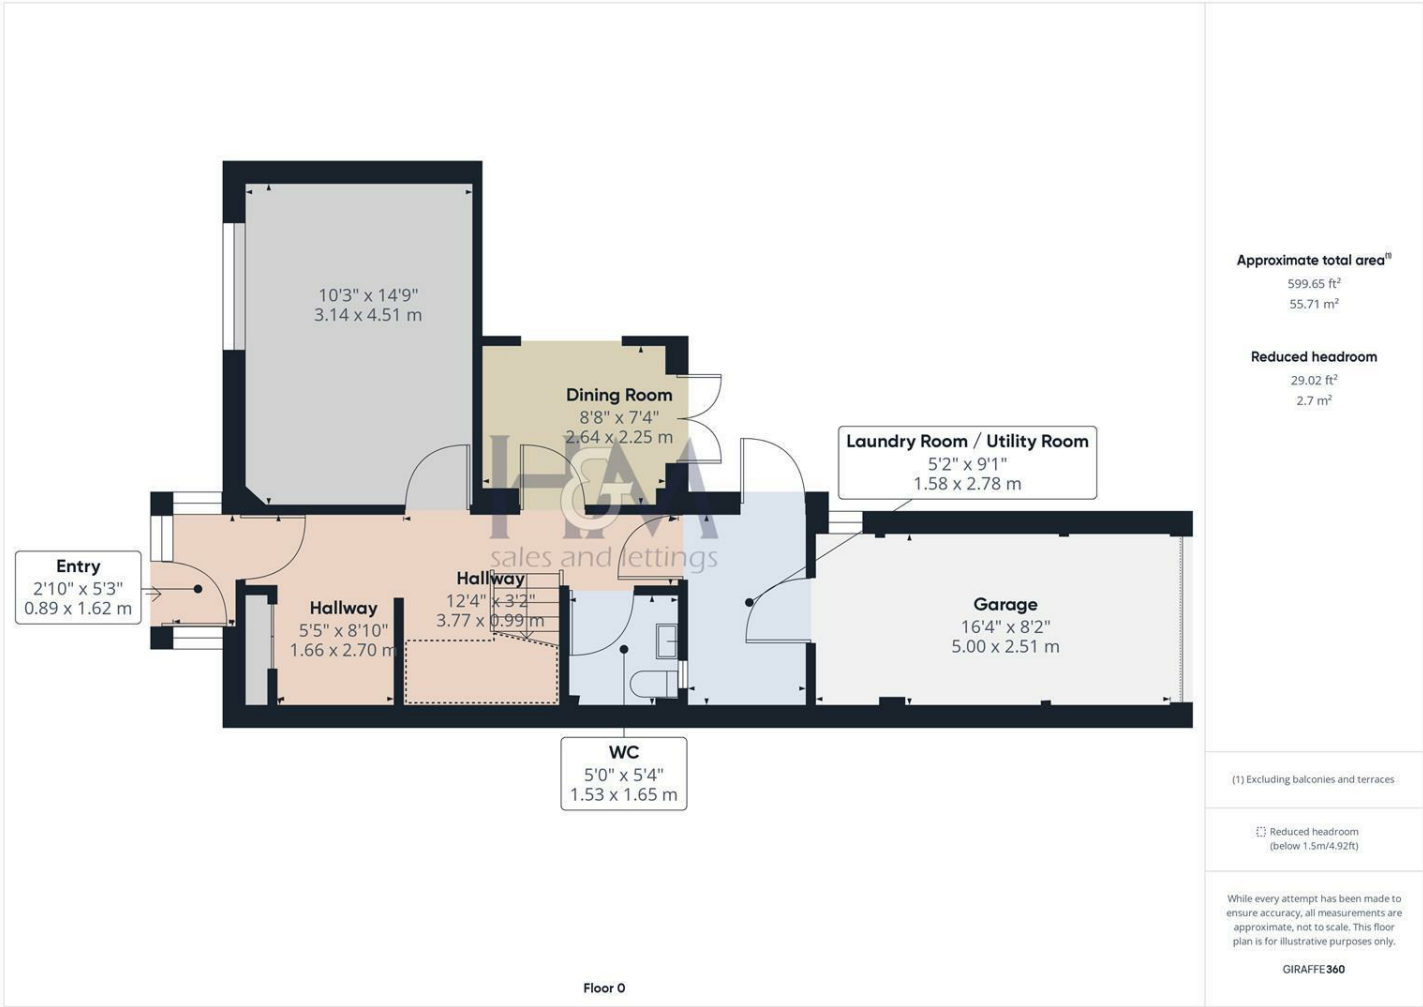 10'3" x 14'9"
3.14 x 4.51 m
Dining Room
8'8" x 7'4"
2.64 x 2.25 m
Laundry Room / Utility Room
5'2" x 9'1"
1.58 x 2.78 m
H&M
sales and lettings
Entry
2'10" x 5'3"
0.89 x 1.62 m
Hallway
5'5" x 8'10"
1.66 x 2.70 m
Hallway
12'4" x 3'2"
3.77 x 0.99 m
Garage
16'4" x 8'2"
5.00 x 2.51 m
WC
5'0" x 5'4"
1.53 x 1.65 m
Floor 0
Approximate total area(1)
599.65 ft²
55.71 m²
Reduced headroom
29.02 ft²
2.7 m²
(1) Excluding balconies and terraces
Reduced headroom
(below 1.5m/4.92ft)
While every attempt has been made to
ensure accuracy, all measurements are
approximate, not to scale. This floor
plan is for illustrative purposes only.
GIRAFFE360